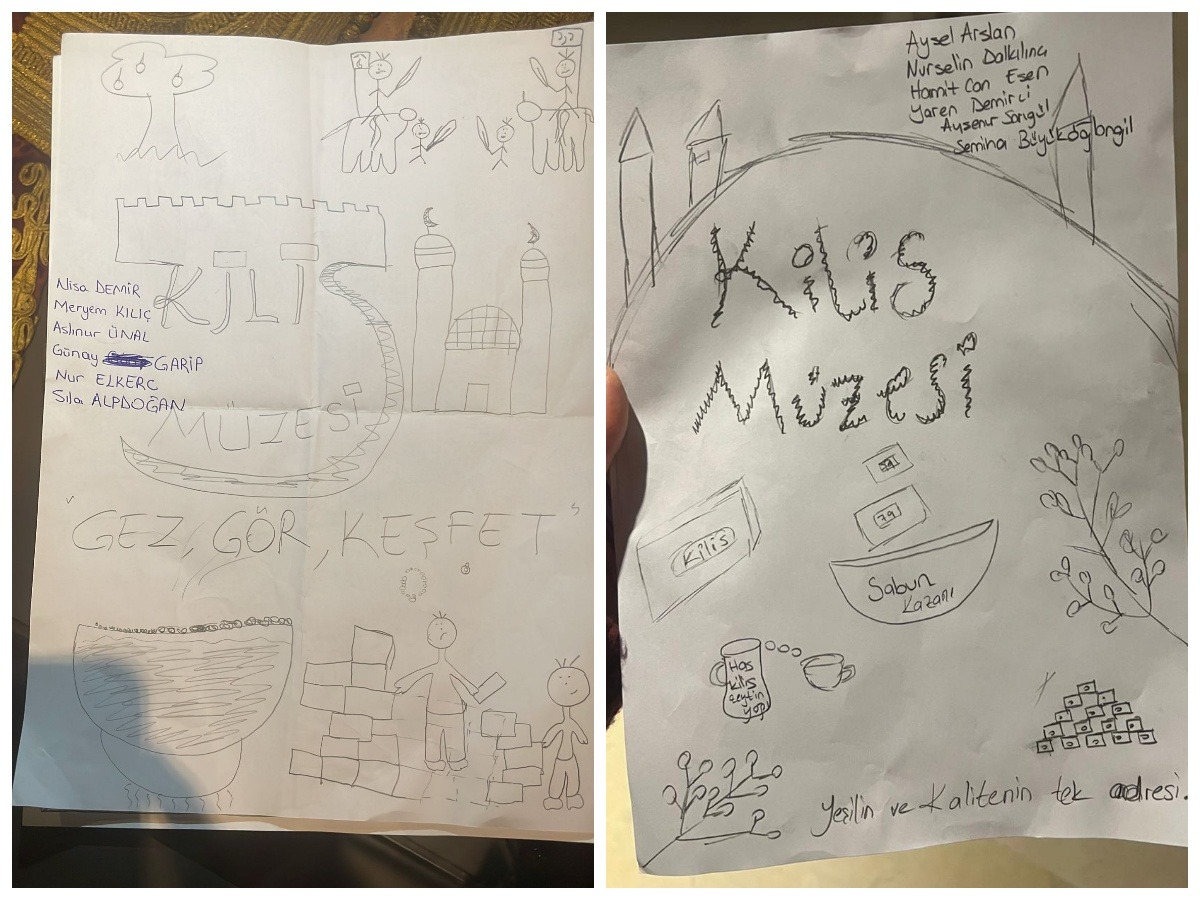 Nisa DEMİR
Meryem KILIÇ
Aslınur ÜNAL
Günay GARİP
Nur ELKERC
Sıla ALPDOĞAN
KİLİS
MÜZESİ
"GEZ, GÖR, KEŞFET"
Aysel Arslan
Nurselin Dalkılınç
Hamit Can Esen
Yaren Demirci
Ayşenur Songül
Semina Büyükdoğangil
Kilis
Müzesi
79
79
Kilis
Sabun
Kazanı
Has
kilis
zeytin
yağı
Yeşilin ve Kalitenin tek adresi.